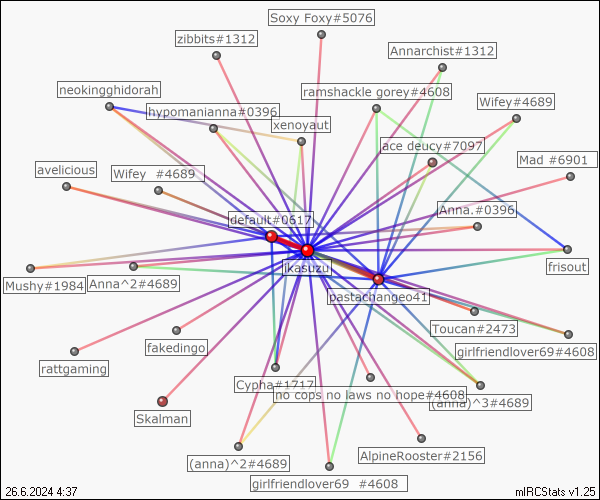 Soxy Foxy#5076
zibbits#1312
Annarchist#1312
neokingghidorah
ramshackle gorey#4608
Wifey#4689
hypomanianna#0396
xenoyaut
ace deucy#7097
Mad #6901
avelicious
Wifey #4689
default#0617
Anna.#0396
frisout
ikasuzu
Mushy#1984
Anna^2#4689
pastachangeo41
Toucan#2473
girlfriendlover69#4608
fakedingo
rattgaming
Cypha#1717
no cops no laws no hope#4608
(anna)^3#4689
Skalman
AlpineRooster#2156
(anna)^2#4689
girlfriendlover69 #4608
26.6.2024 4:37
mIRCStats v1.25